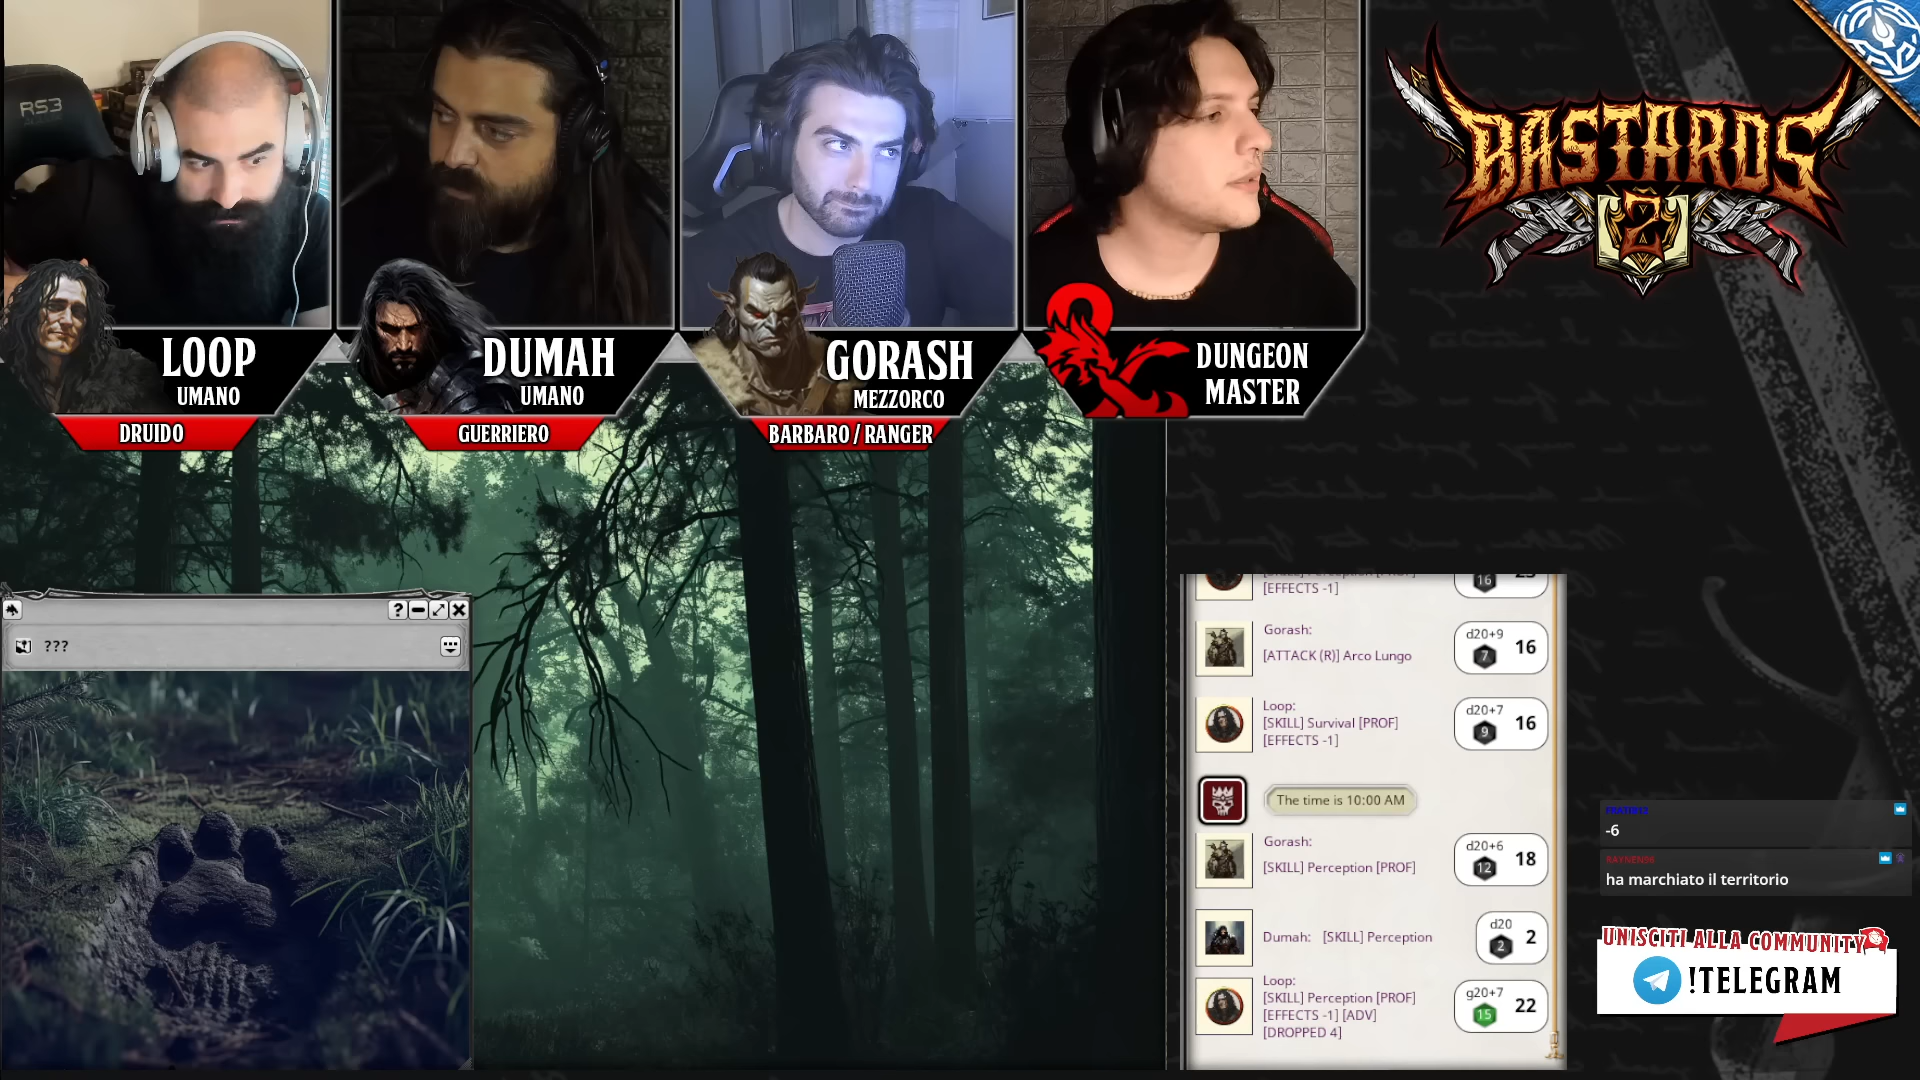 RS3
BASTARDS
2
LOOP
UMANO
DRUIDO
DUMAH
UMANO
GUERRIERO
GORASH
MEZZORCO
BARBARO / RANGER
DUNGEON
MASTER
?
???
[EFFECTS -1]
16
Gorash:
[ATTACK (R)] Arco Lungo
d20+9
7
16
Loop:
[SKILL] Survival [PROF]
[EFFECTS -1]
d20+7
9
16
The time is 10:00 AM
Gorash:
[SKILL] Perception [PROF]
d20+6
12
18
Dumah: [SKILL] Perception
d20
2
2
Loop:
[SKILL] Perception [PROF]
[EFFECTS -1] [ADV]
[DROPPED 4]
g20+7
15
22
-6
RAYNEN98
ha marchiato il territorio
UNISCITI ALLA COMMUNITY
!TELEGRAM